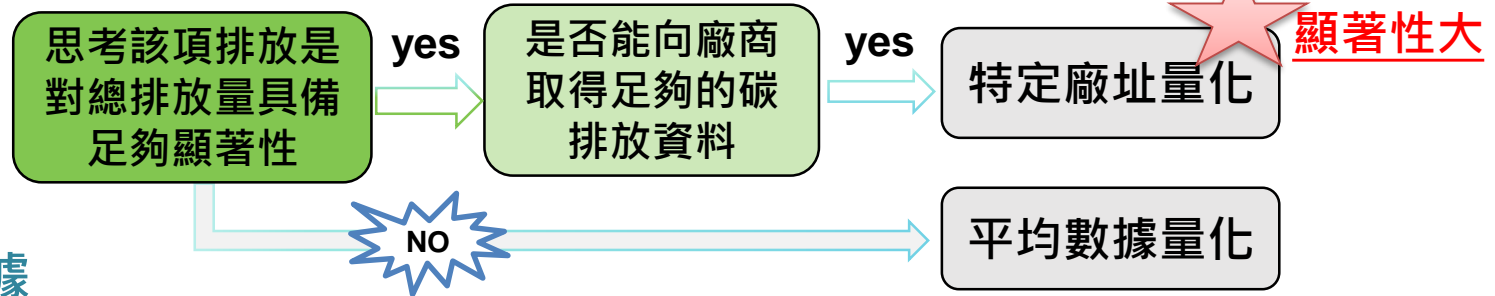 思考該項排放是
對總排放量具備
足夠顯著性
yes
是否能向廠商
取得足夠的碳
排放資料
yes
特定廠址量化
顯著性大
NO
平均數據量化
據